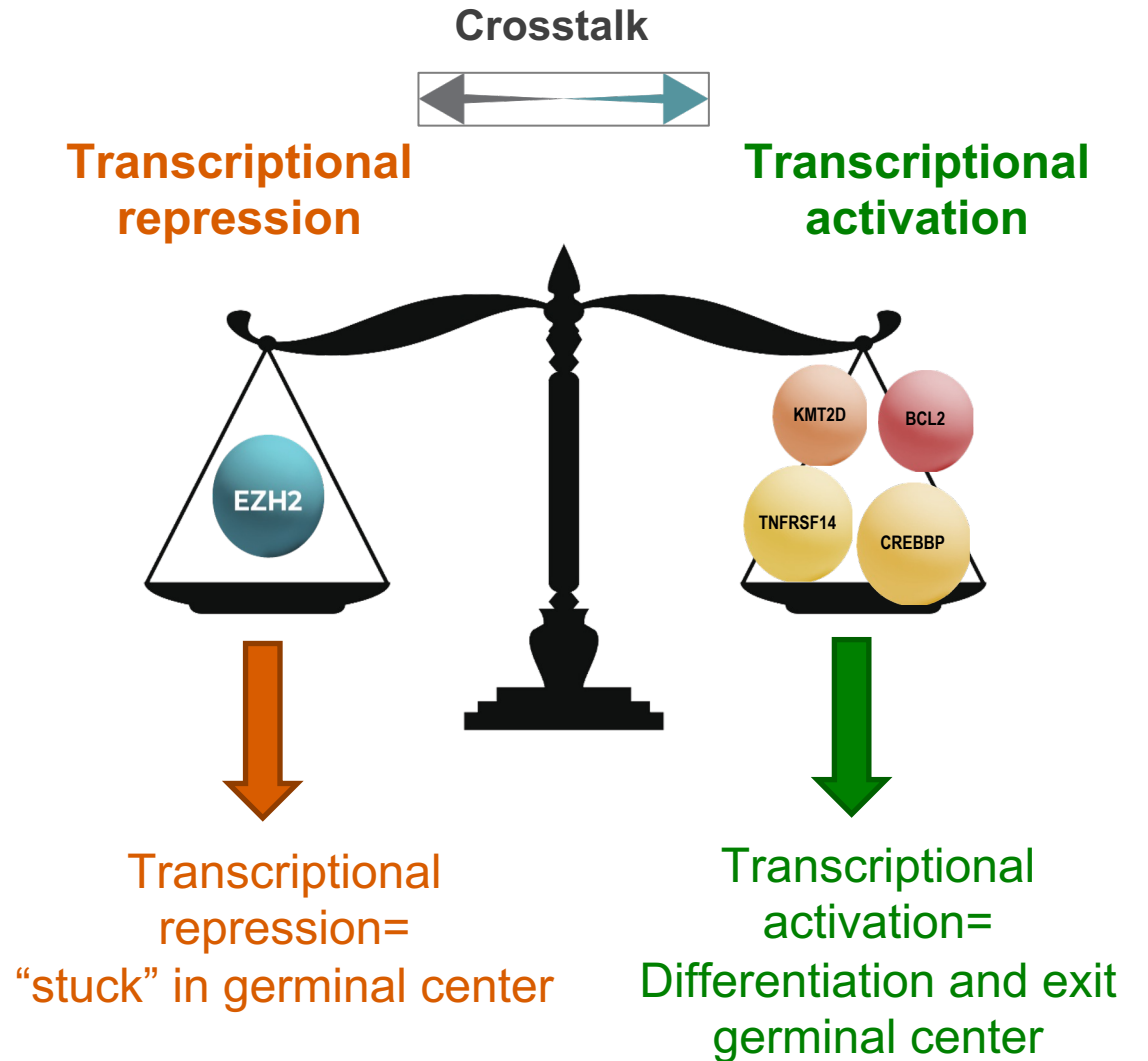 Crosstalk
Transcriptional
repression
Transcriptional
activation
EZH2
KMT2D
BCL2
TNFRSF14
CREBBP
Transcriptional
repression=
“stuck” in germinal center
Transcriptional
activation=
Differentiation and exit
germinal center